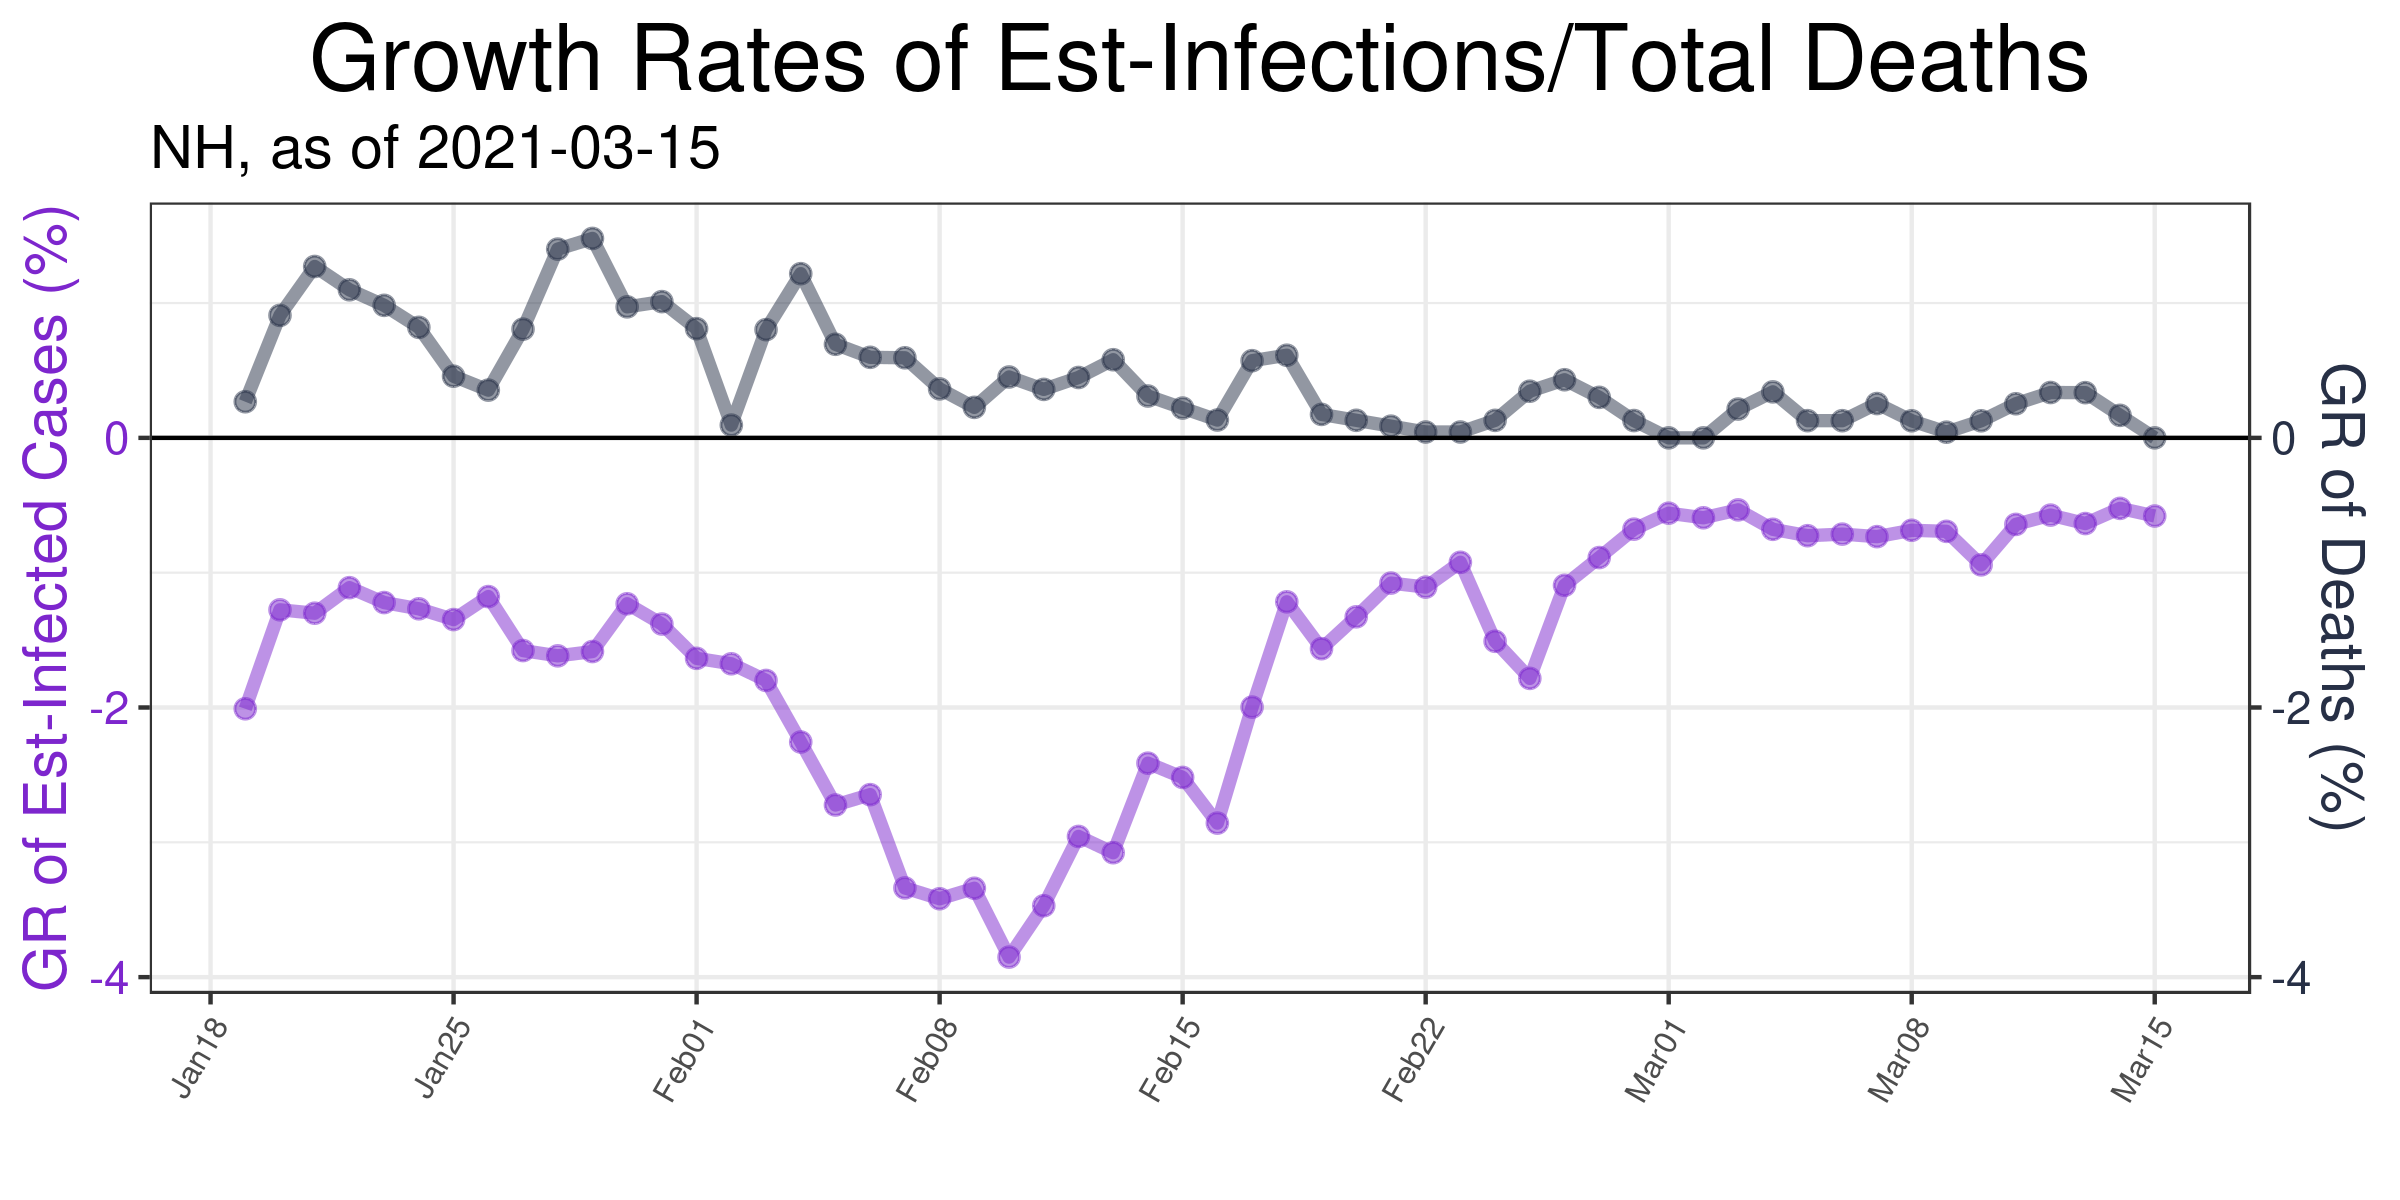 Growth Rates of Est-Infections/Total Deaths
NH, as of 2021-03-15
GR of Est-Infected Cases (%)
0
-2
-4
0
-2
-4
GR of Deaths (%)
Jan18
Jan25
Feb01
Feb08
Feb15
Feb22
Mar01
Mar08
Mar15